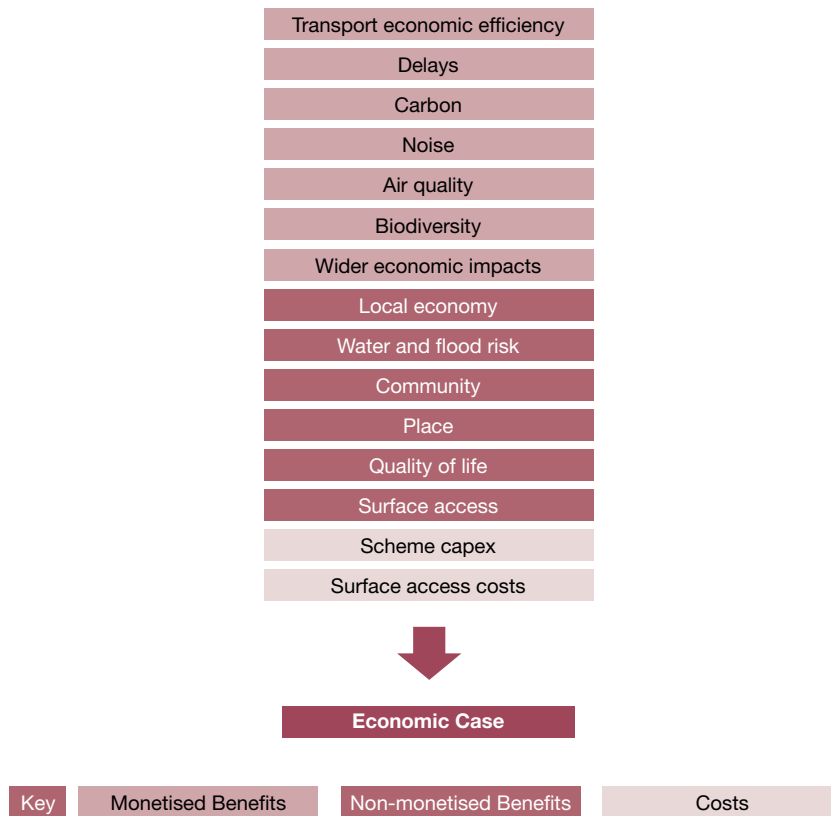 Transport economic efficiency
Delays
Carbon
Noise
Air quality
Biodiversity
Wider economic impacts
Local economy
Water and flood risk
Community
Place
Quality of life
Surface access
Scheme capex
Surface access costs
Economic Case
Key Monetised Benefits Non-monetised Benefits Costs